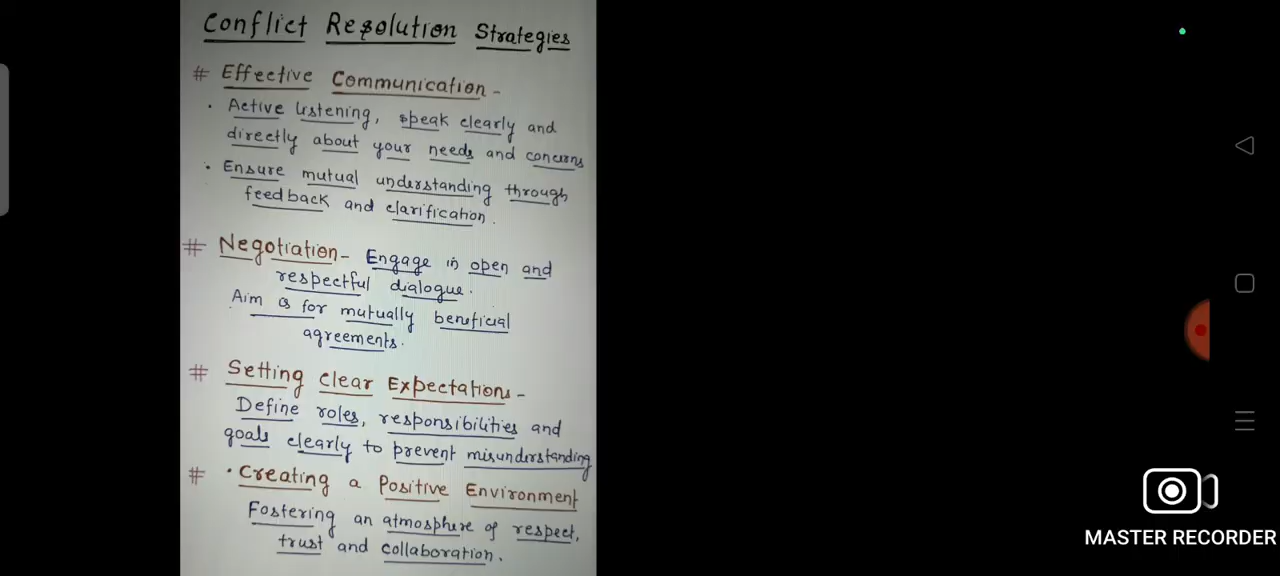 Conflict Resolution Strategies
# Effective Communication -
· Active listening, speak clearly and
directly about your needs and concerns
· Ensure mutual understanding through
feedback and clarification.
# Negotiation- Engage in open and
respectful dialogue.
Aim is for mutually beneficial
agreements.
# Setting Clear Expectations -
Define roles, responsibilities and
goals clearly to prevent misunderstanding
# · Creating a Positive Environment
Fostering an atmosphere of respect,
trust and collaboration.
MASTER RECORDER